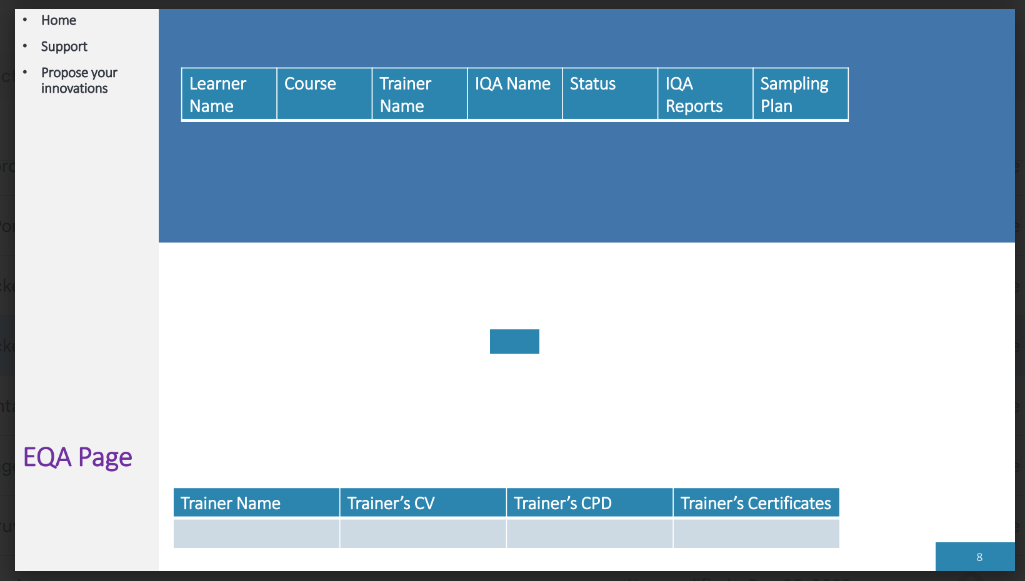 Home
Support
Propose your
innovations
Learner
Name
Course
Trainer
Name
IQA Name
Status
IQA
Reports
Sampling
Plan
EQA Page
Trainer Name
Trainer's CV
Trainer's CPD
Trainer's Certificates
8